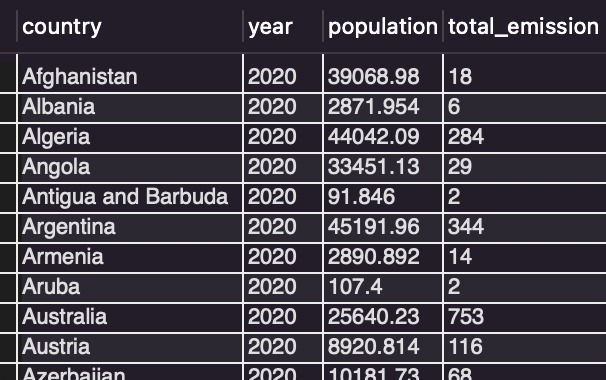 country year population total_emission
Afghanistan 2020 39068.98 18
Albania 2020 2871.954 6
Algeria 2020 44042.09 284
Angola 2020 33451.13 29
Antigua and Barbuda 2020 91.846 2
Argentina 2020 45191.96 344
Armenia 2020 2890.892 14
Aruba 2020 107.4 2
Australia 2020 25640.23 753
Austria 2020 8920.814 116
Azerbaijan 2020 10181.73 68